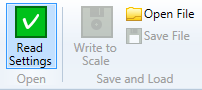 Read
Settings
Open
Write to
Scale
Open File
Save File
Save and Load